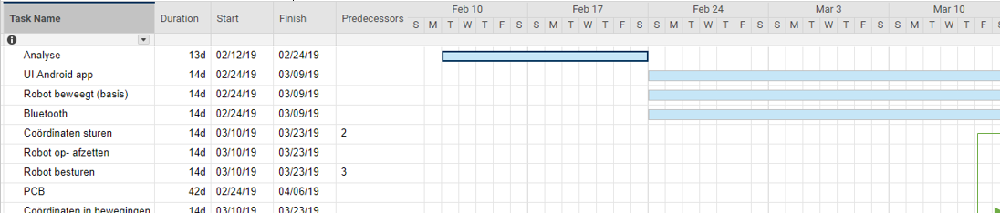 Task Name Duration Start Finish Predecessors Feb 10 Feb 17 Feb 24 Mar 3 Mar 10
S M T W T F S S M T W T F S S M T W T F S S M T W T F S S M T W T F
Analyse 13d 02/12/19 02/24/19
UI Android app 14d 02/24/19 03/09/19
Robot beweegt (basis) 14d 02/24/19 03/09/19
Bluetooth 14d 02/24/19 03/09/19
Coördinaten sturen 14d 03/10/19 03/23/19 2
Robot op- afzetten 14d 03/10/19 03/23/19
Robot besturen 14d 03/10/19 03/23/19 3
PCB 42d 02/24/19 04/06/19
Coördinaten in bewegingen 14d 03/10/19 03/23/19